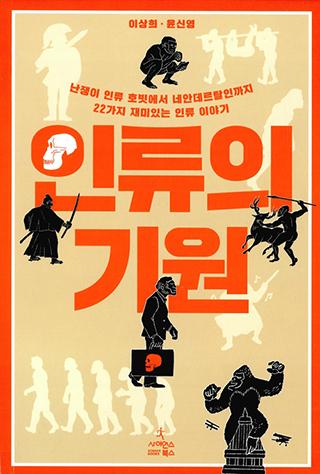 이상희 · 윤신영
난쟁이 인류 호빗에서 네안데르탈인까지
22가지 재미있는 인류 이야기
인류의
기원
사이언스
SCIENCE BOOKS
북스